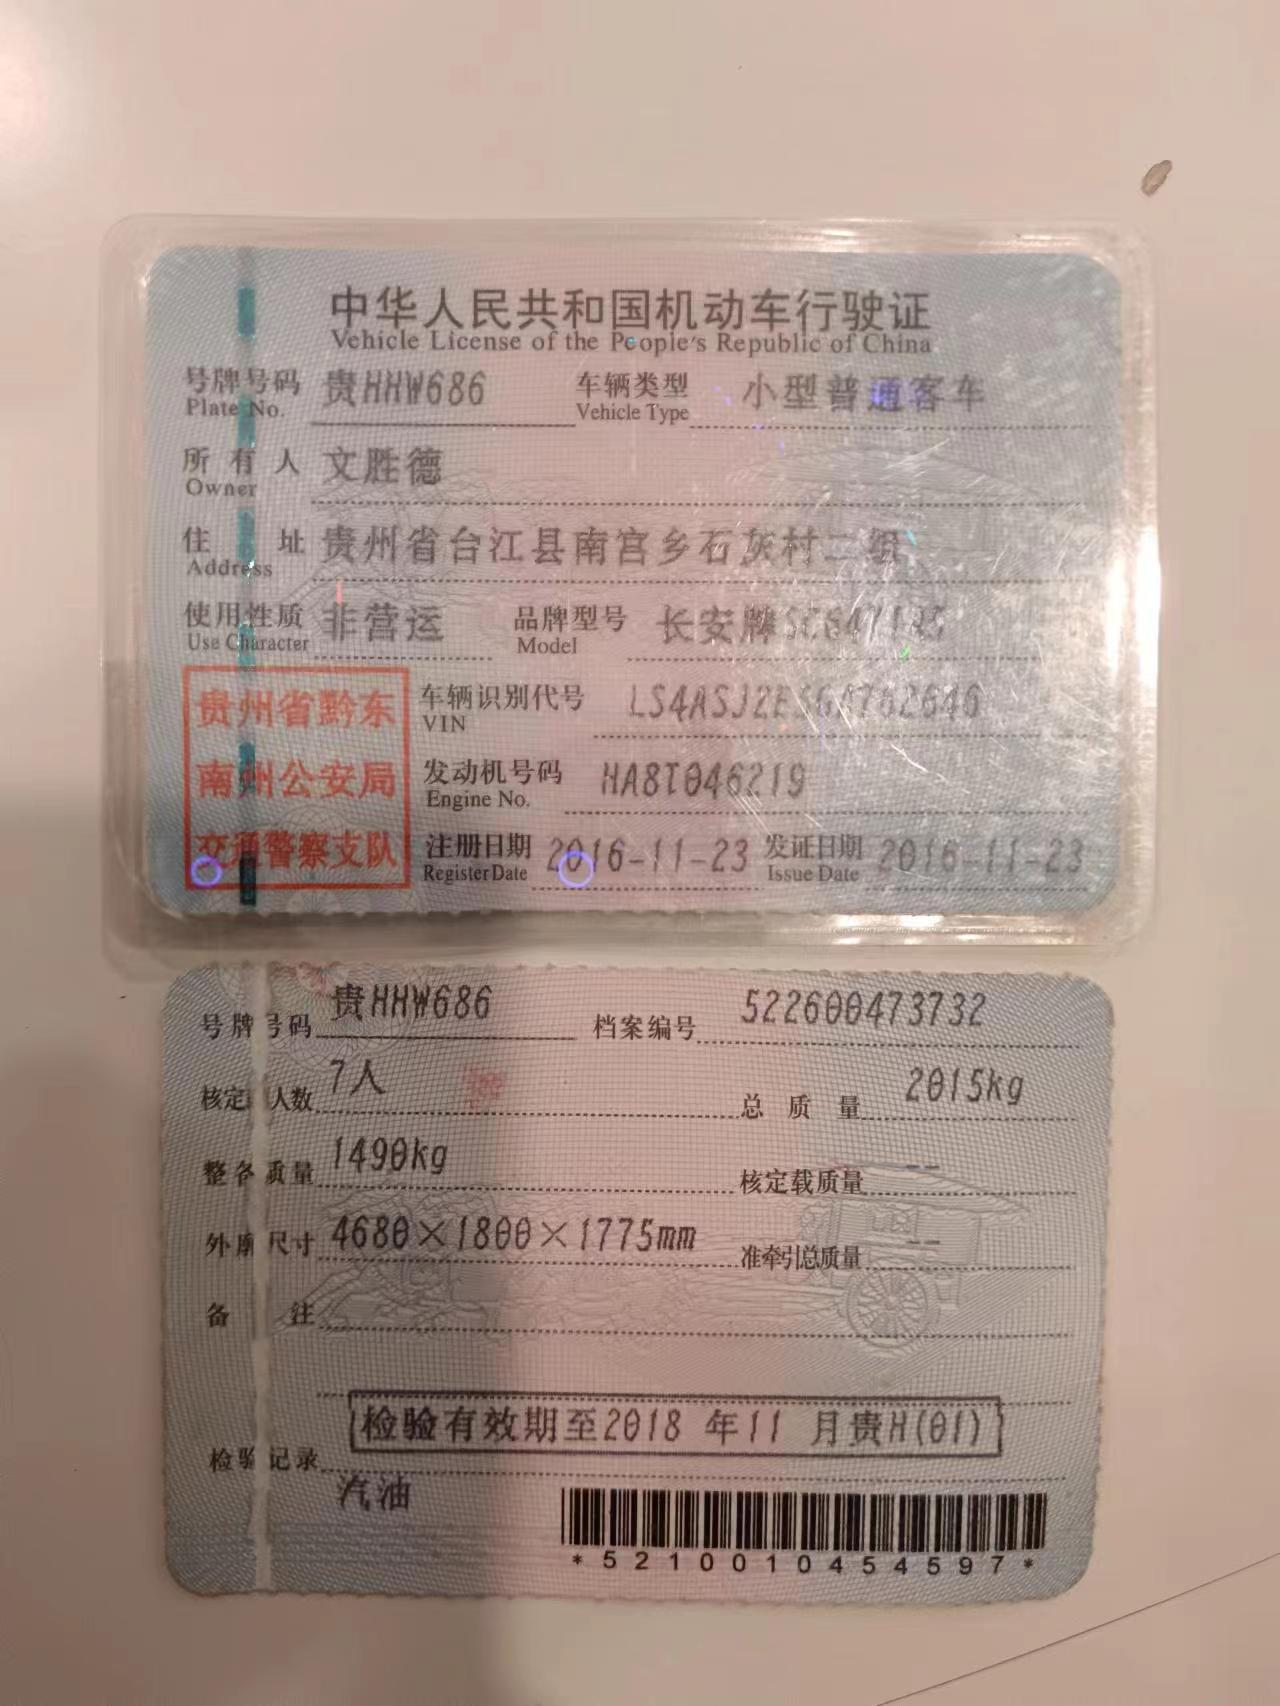 中华人民共和国机动车行驶证
Vehicle License of the People's Republic of China
号牌号码 贵HHW686 车辆类型 小型普通客车
Plate No. Vehicle Type
所有人 文胜德
Owner
住址 贵州省台江县南宫乡石灰村二组
Address
使用性质 非营运 品牌型号 长安牌
Use Character Model
贵州省黔东
南州公安局
交通警察支队
车辆识别代号
VIN
发动机号码 HA8T046219
Engine No.
注册日期 2016-11-23 发证日期 2016-11-23
Register Date Issue Date
号牌号码 贵HHW686 档案编号 522600473732
核定人数 7人 总质量 2015kg
整备质量 1490kg 核定载质量 --
外廓尺寸 4680×1800×1775mm 准牵引总质量 --
备注
检验有效期至2018 年11 月贵H(01)
检验记录
汽油
*5210010454597*